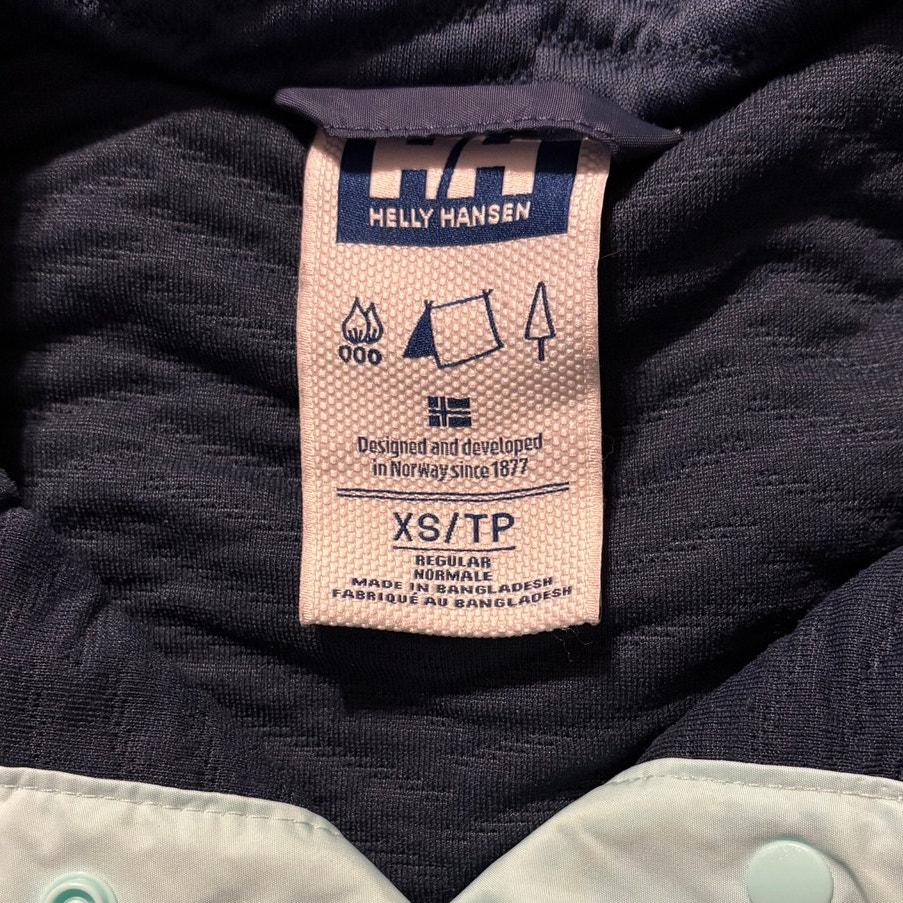 HH
HELLY HANSEN
Designed and developed
in Norway since 1877
XS/TP
REGULAR
NORMALE
MADE IN BANGLADESH
FABRIQUÉ AU BANGLADESH